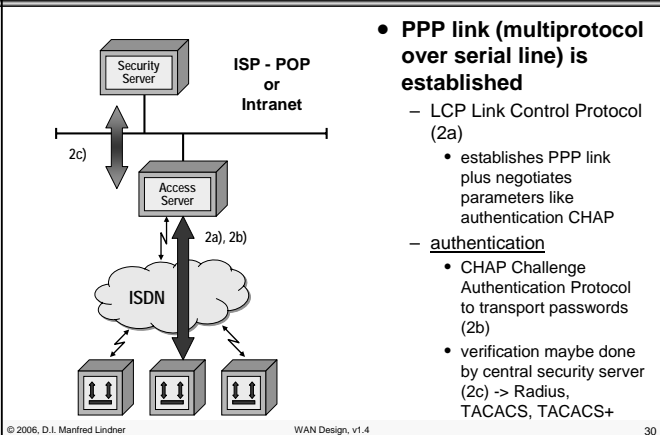 Security
Server
ISP - POP
or
Intranet
2c)
Access
Server
2a), 2b)
ISDN
• PPP link (multiprotocol
over serial line) is
established
– LCP Link Control Protocol
(2a)
• establishes PPP link
plus negotiates
parameters like
authentication CHAP
– authentication
• CHAP Challenge
Authentication Protocol
to transport passwords
(2b)
• verification maybe done
by central security server
(2c) -> Radius,
TACACS, TACACS+
© 2006, D.I. Manfred Lindner
WAN Design, v1.4
30